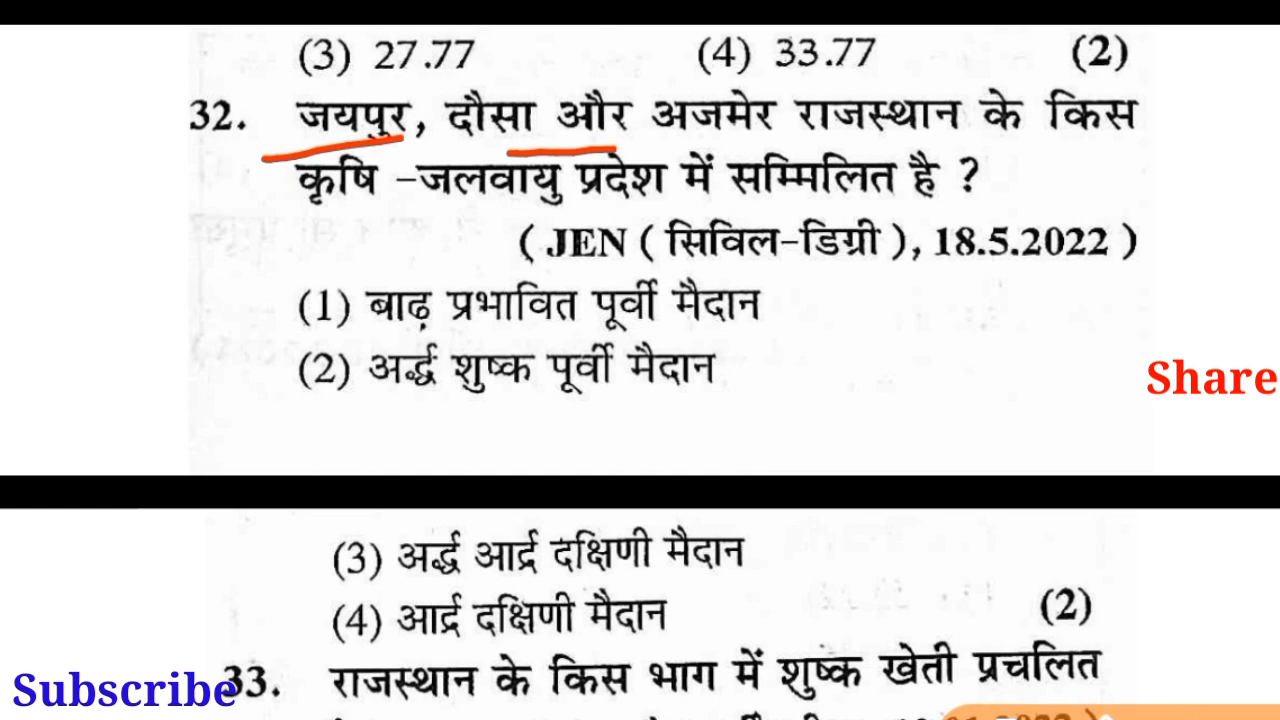 (3) 27.77 (4) 33.77 (2)
32. जयपुर, दौसा और अजमेर राजस्थान के किस
कृषि -जलवायु प्रदेश में सम्मिलित है ?
( JEN ( सिविल-डिग्री ), 18.5.2022 )
(1) बाढ़ प्रभावित पूर्वी मैदान
(2) अर्द्ध शुष्क पूर्वी मैदान
Share
(3) अर्द्ध आर्द्र दक्षिणी मैदान
(4) आर्द्र दक्षिणी मैदान (2)
Subscribe
33. राजस्थान के किस भाग में शुष्क खेती प्रचलित